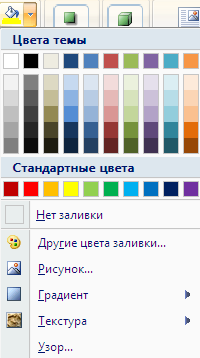 Цвета темы
Стандартные цвета
Нет заливки
Другие цвета заливки...
Рисунок...
Градиент
Текстура
Узор...